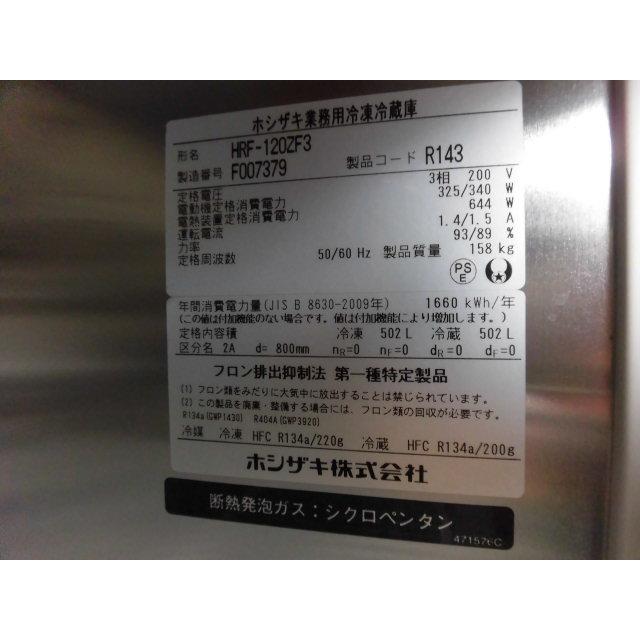 ホシザキ業務用冷凍冷蔵庫
形名 HRF-120ZF3
製造番号 F007379 製品コード R143
定格電圧 3相 200 V
電動機定格消費電力 325/340 W
電熱装置定格消費電力 644 W
運転電流 1.4/1.5 A
力率 93/89 %
定格周波数 50/60 Hz 製品質量 158 kg
PS
E
年間消費電力量(JIS B 8630-2009年) 1660 kWh/年
(この値は付加機能のない場合です。値は付加機能により増加します。)
定格内容積 冷凍 502 L 冷蔵 502 L
区分名 2A d= 800mm nR=0 nF=0 dR=0 dF=0
フロン排出抑制法 第一種特定製品
(1) フロン類をみだりに大気中に放出することは禁じられています。
(2) この製品を廃棄・整備する場合には、フロン類の回収が必要です。
R134a(GWP1430) R404A(GWP3920)
冷媒 冷凍 HFC R134a/220g 冷蔵 HFC R134a/200g
ホシザキ株式会社
断熱発泡ガス:シクロペンタン
471576C